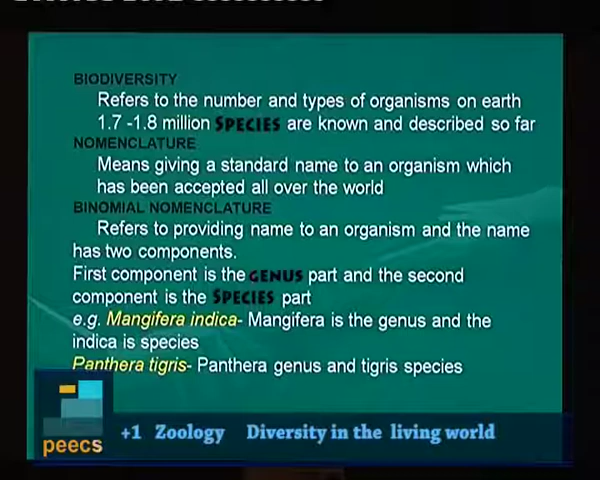 BIODIVERSITY
Refers to the number and types of organisms on earth
1.7 -1.8 million SPECIES are known and described so far
NOMENCLATURE
Means giving a standard name to an organism which
has been accepted all over the world
BINOMIAL NOMENCLATURE
Refers to providing name to an organism and the name
has two components.
First component is the GENUS part and the second
component is the SPECIES part
e.g. Mangifera indica- Mangifera is the genus and the
indica is species
Panthera tigris- Panthera genus and tigris species
peecs
+1 Zoology Diversity in the living world